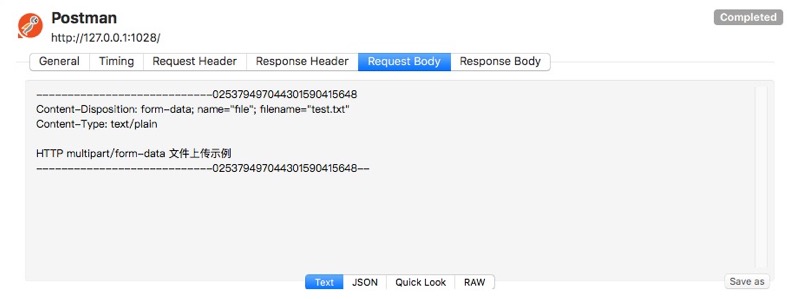 Postman
Completed
http://127.0.0.1:1028/
General Timing Request Header Response Header Request Body Response Body
----------------------------025379497044301590415648
Content-Disposition: form-data; name="file"; filename="test.txt"
Content-Type: text/plain
HTTP multipart/form-data 文件上传示例
----------------------------025379497044301590415648--
Text JSON Quick Look RAW
Save as